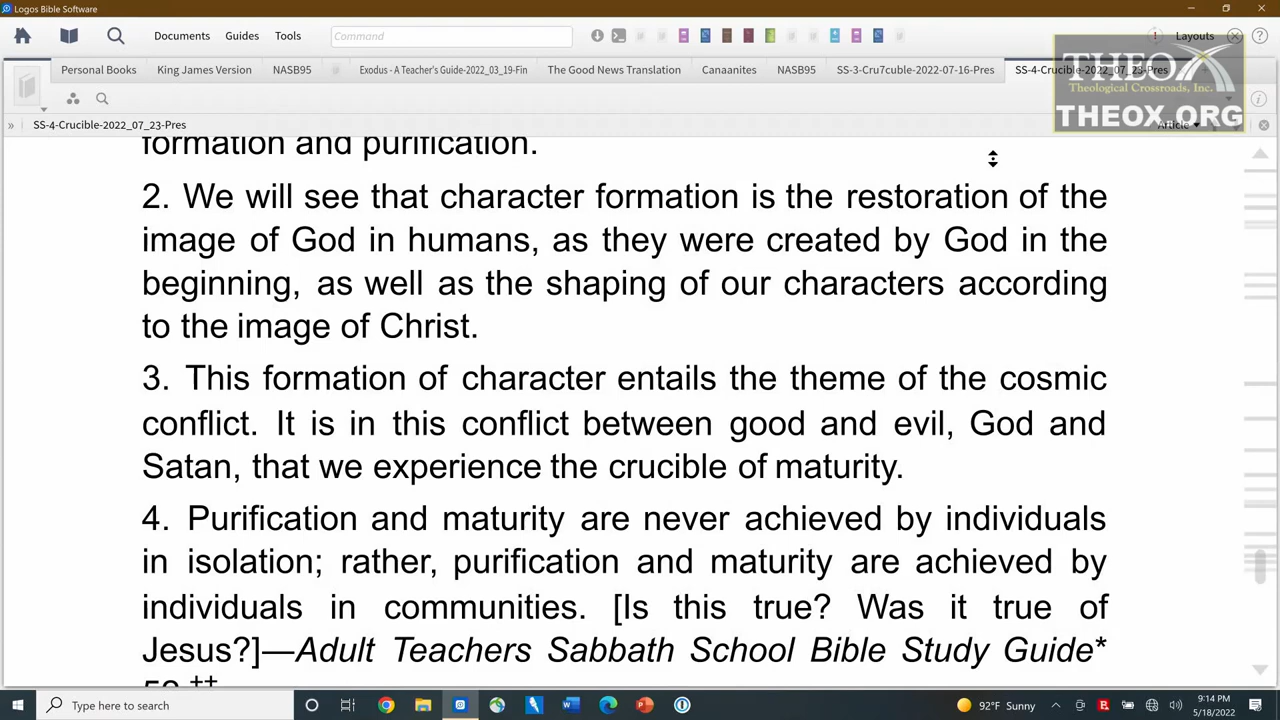 Logos Bible Software
Documents Guides Tools Command Layouts
Personal Books King James Version NASB95 _2022_03_19-Fin The Good News Translation Canaanites NASB95 SS-3-Cru7cuble-2022-07-16-Pres SS-4-Crucible-2022_07_23-Pres
THEOX
Theological Crossroads, Inc.
THEOX.ORG
» SS-4-Crucible-2022_07_23-Pres Article
formation and purification.
2. We will see that character formation is the restoration of the
image of God in humans, as they were created by God in the
beginning, as well as the shaping of our characters according
to the image of Christ.
3. This formation of character entails the theme of the cosmic
conflict. It is in this conflict between good and evil, God and
Satan, that we experience the crucible of maturity.
4. Purification and maturity are never achieved by individuals
in isolation; rather, purification and maturity are achieved by
individuals in communities. [Is this true? Was it true of
Jesus?]—Adult Teachers Sabbath School Bible Study Guide*
Type here to search 92°F Sunny 9:14 PM
5/18/2022